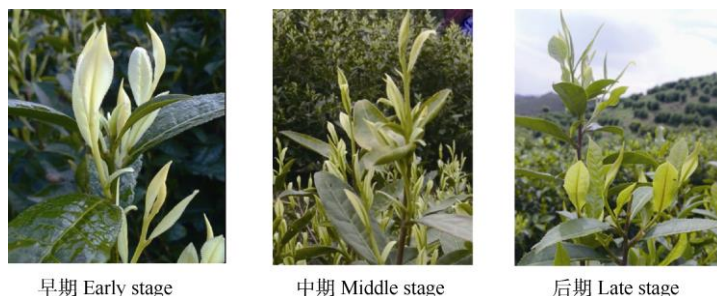 早期 Early stage
中期 Middle stage
后期 Late stage